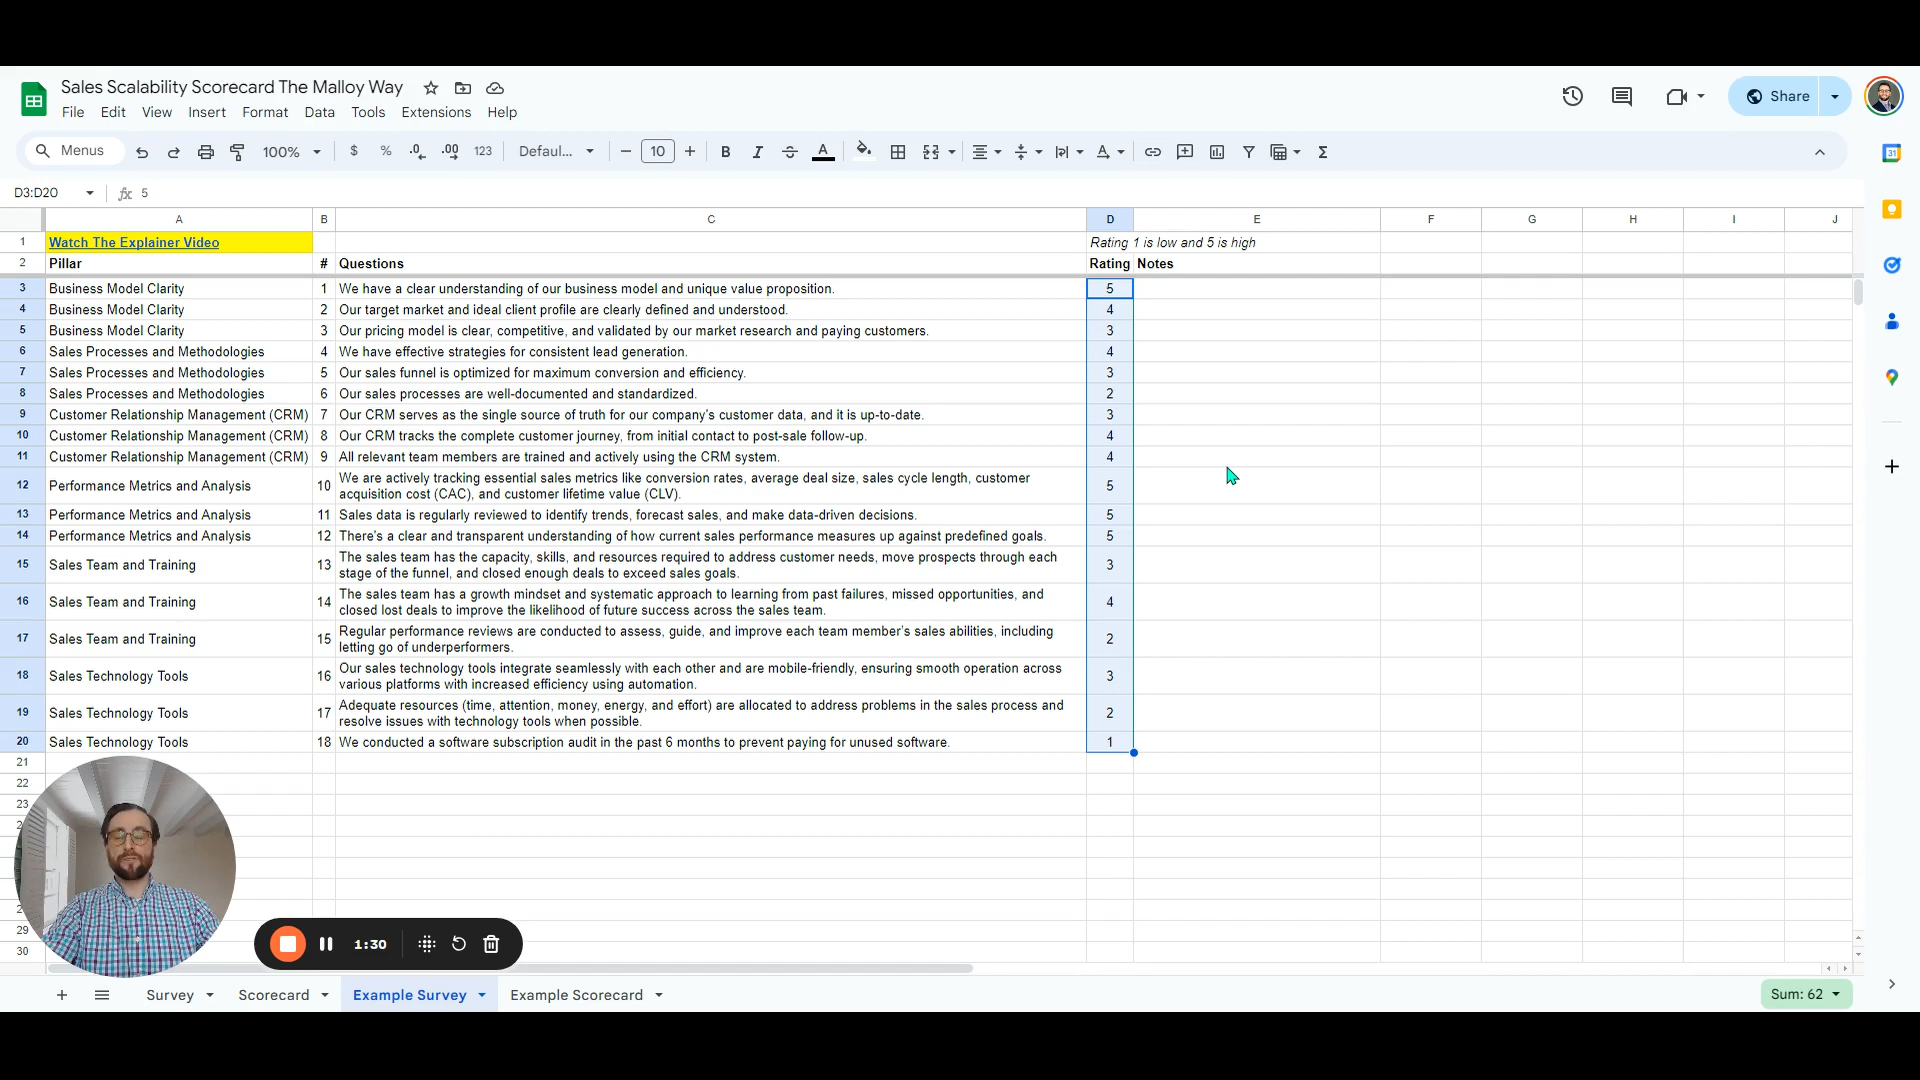 Sales Scalability Scorecard The Malloy Way
File Edit View Insert Format Data Tools Extensions Help
Share
Menus 100% $ % .0 .00 123 Defaul... 10 B I A
31
D3:D20 fx 5
A B C D E F G H I J
1 Watch The Explainer Video Rating 1 is low and 5 is high
2 Pillar # Questions Rating Notes
3 Business Model Clarity 1 We have a clear understanding of our business model and unique value proposition. 5
4 Business Model Clarity 2 Our target market and ideal client profile are clearly defined and understood. 4
5 Business Model Clarity 3 Our pricing model is clear, competitive, and validated by our market research and paying customers. 3
6 Sales Processes and Methodologies 4 We have effective strategies for consistent lead generation. 4
7 Sales Processes and Methodologies 5 Our sales funnel is optimized for maximum conversion and efficiency. 3
8 Sales Processes and Methodologies 6 Our sales processes are well-documented and standardized. 2
9 Customer Relationship Management (CRM) 7 Our CRM serves as the single source of truth for our company's customer data, and it is up-to-date. 3
10 Customer Relationship Management (CRM) 8 Our CRM tracks the complete customer journey, from initial contact to post-sale follow-up. 4
11 Customer Relationship Management (CRM) 9 All relevant team members are trained and actively using the CRM system. 4
12 Performance Metrics and Analysis 10 We are actively tracking essential sales metrics like conversion rates, average deal size, sales cycle length, customer
acquisition cost (CAC), and customer lifetime value (CLV). 5
13 Performance Metrics and Analysis 11 Sales data is regularly reviewed to identify trends, forecast sales, and make data-driven decisions. 5
14 Performance Metrics and Analysis 12 There's a clear and transparent understanding of how current sales performance measures up against predefined goals. 5
15 Sales Team and Training 13 The sales team has the capacity, skills, and resources required to address customer needs, move prospects through each
stage of the funnel, and closed enough deals to exceed sales goals. 3
16 Sales Team and Training 14 The sales team has a growth mindset and systematic approach to learning from past failures, missed opportunities, and
closed lost deals to improve the likelihood of future success across the sales team. 4
17 Sales Team and Training 15 Regular performance reviews are conducted to assess, guide, and improve each team member's sales abilities, including
letting go of underperformers. 2
18 Sales Technology Tools 16 Our sales technology tools integrate seamlessly with each other and are mobile-friendly, ensuring smooth operation across
various platforms with increased efficiency using automation. 3
19 Sales Technology Tools 17 Adequate resources (time, attention, money, energy, and effort) are allocated to address problems in the sales process and
resolve issues with technology tools when possible. 2
20 Sales Technology Tools 18 We conducted a software subscription audit in the past 6 months to prevent paying for unused software. 1
21
22
23
29
30
1:30
Survey Scorecard Example Survey Example Scorecard Sum: 62